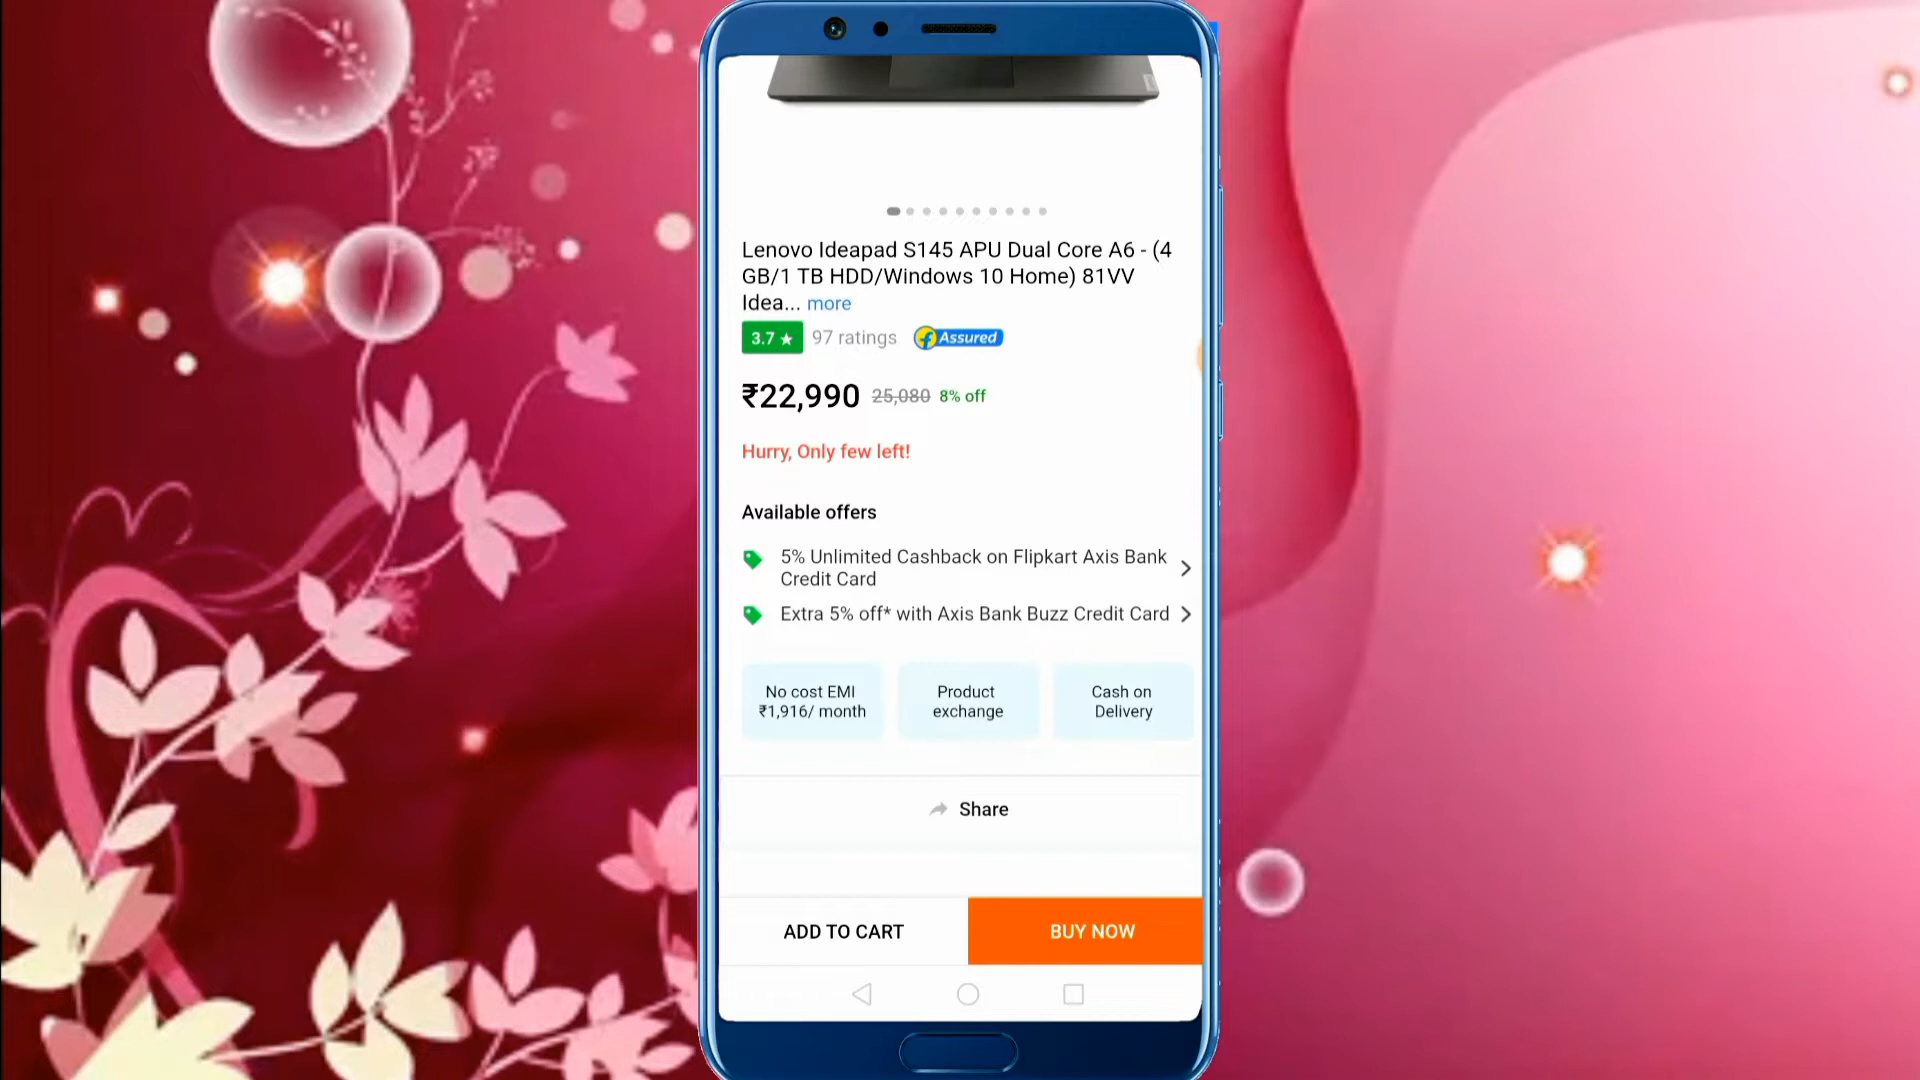 Lenovo Ideapad S145 APU Dual Core A6 - (4
GB/1 TB HDD/Windows 10 Home) 81VV
Idea... more
3.7 ★ 97 ratings Assured
₹22,990 25,080 8% off
Hurry, Only few left!
Available offers
5% Unlimited Cashback on Flipkart Axis Bank
Credit Card
Extra 5% off* with Axis Bank Buzz Credit Card
No cost EMI
₹1,916/ month
Product
exchange
Cash on
Delivery
Share
ADD TO CART
BUY NOW